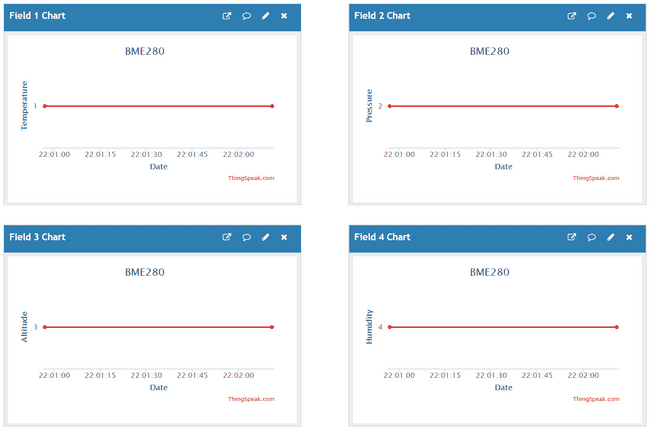 Field 1 Chart
BME280
Temperature
1
22:01:00 22:01:15 22:01:30 22:01:45 22:02:00
Date
ThingSpeak.com
Field 2 Chart
BME280
Pressure
2
22:01:00 22:01:15 22:01:30 22:01:45 22:02:00
Date
ThingSpeak.com
Field 3 Chart
BME280
Altitude
3
22:01:00 22:01:15 22:01:30 22:01:45 22:02:00
Date
ThingSpeak.com
Field 4 Chart
BME280
Humidity
4
22:01:00 22:01:15 22:01:30 22:01:45 22:02:00
Date
ThingSpeak.com